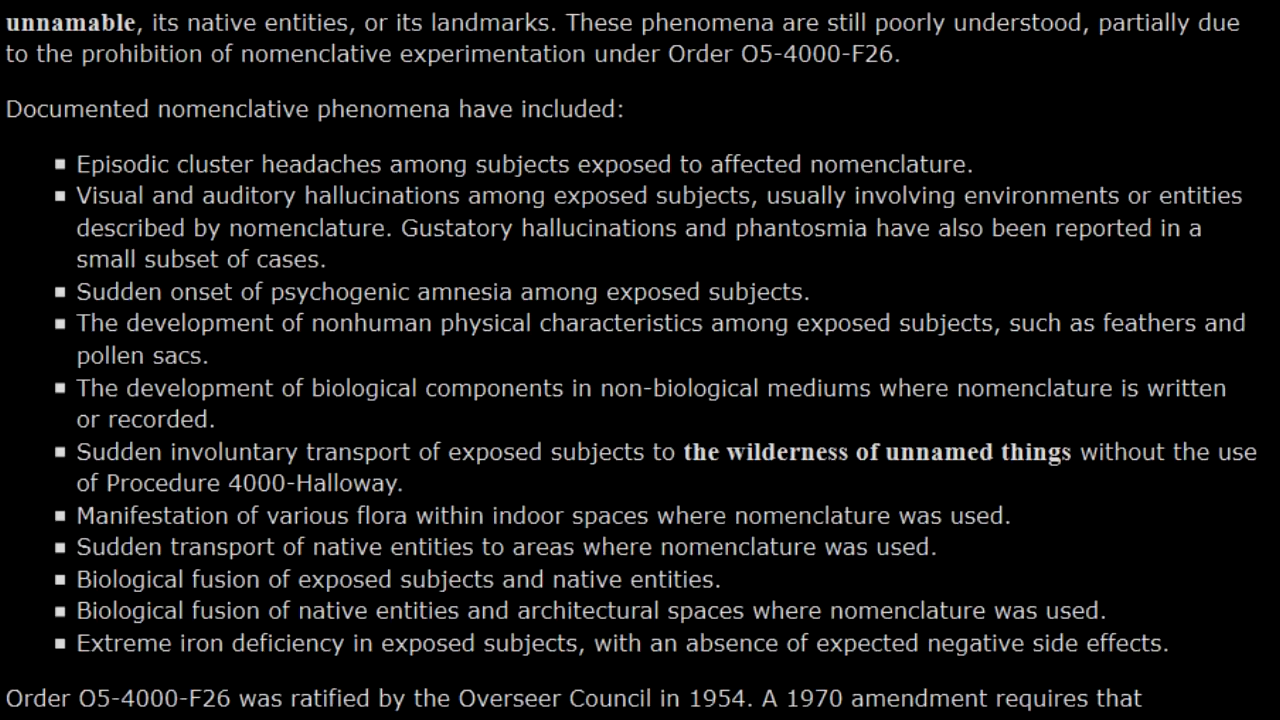 unnamable, its native entities, or its landmarks. These phenomena are still poorly understood, partially due
to the prohibition of nomenclative experimentation under Order O5-4000-F26.
Documented nomenclative phenomena have included:
▪ Episodic cluster headaches among subjects exposed to affected nomenclature.
▪ Visual and auditory hallucinations among exposed subjects, usually involving environments or entities
described by nomenclature. Gustatory hallucinations and phantosmia have also been reported in a
small subset of cases.
▪ Sudden onset of psychogenic amnesia among exposed subjects.
▪ The development of nonhuman physical characteristics among exposed subjects, such as feathers and
pollen sacs.
▪ The development of biological components in non-biological mediums where nomenclature is written
or recorded.
▪ Sudden involuntary transport of exposed subjects to the wilderness of unnamed things without the use
of Procedure 4000-Halloway.
▪ Manifestation of various flora within indoor spaces where nomenclature was used.
▪ Sudden transport of native entities to areas where nomenclature was used.
▪ Biological fusion of exposed subjects and native entities.
▪ Biological fusion of native entities and architectural spaces where nomenclature was used.
▪ Extreme iron deficiency in exposed subjects, with an absence of expected negative side effects.
Order O5-4000-F26 was ratified by the Overseer Council in 1954. A 1970 amendment requires that